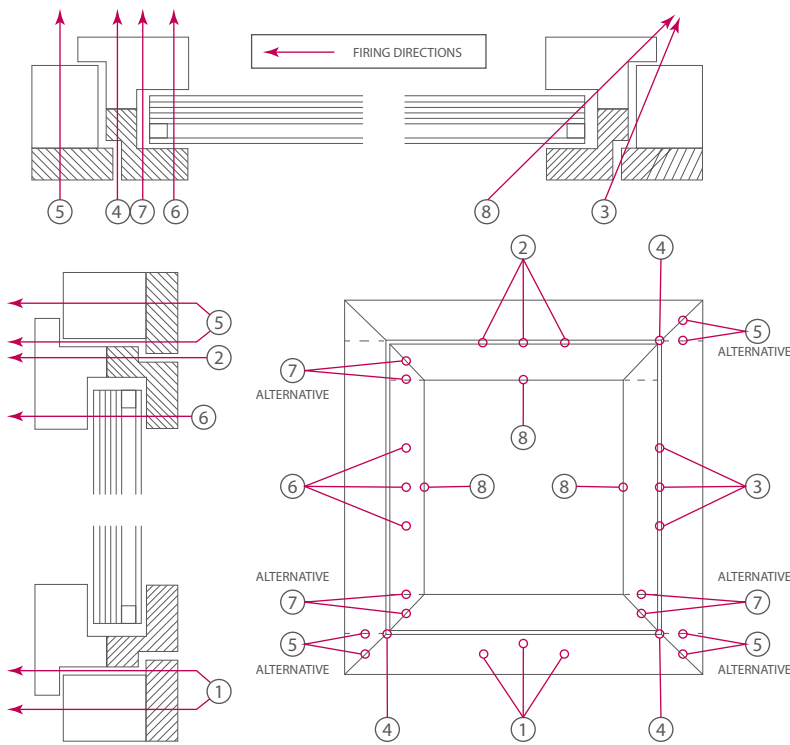 FIRING DIRECTIONS
5 4 7 6
8 3
5
2
6
1
2 4
5
ALTERNATIVE
7
ALTERNATIVE
8
6 8 8 3
ALTERNATIVE ALTERNATIVE
7 7
5 5
ALTERNATIVE ALTERNATIVE
4 1 4